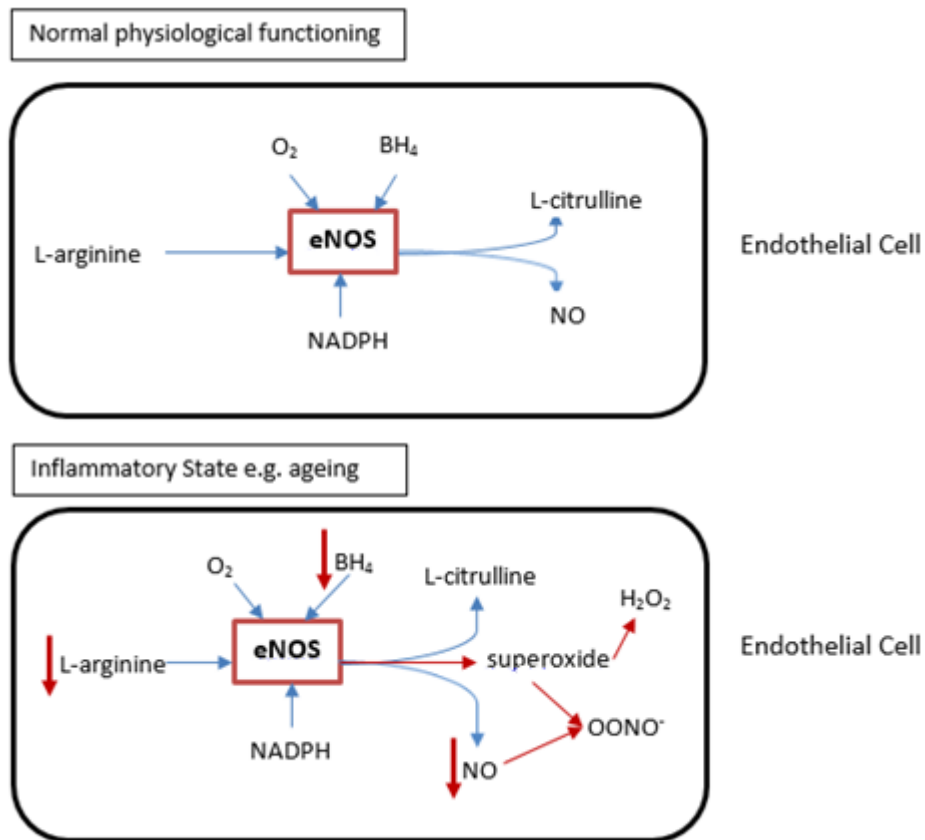 Normal physiological functioning
O₂
BH₄
L-citrulline
eNOS
L-arginine
Endothelial Cell
NO
NADPH
Inflammatory State e.g. ageing
O₂
BH₄
L-citrulline
H₂O₂
eNOS
L-arginine
superoxide
Endothelial Cell
OONO⁻
NADPH
NO